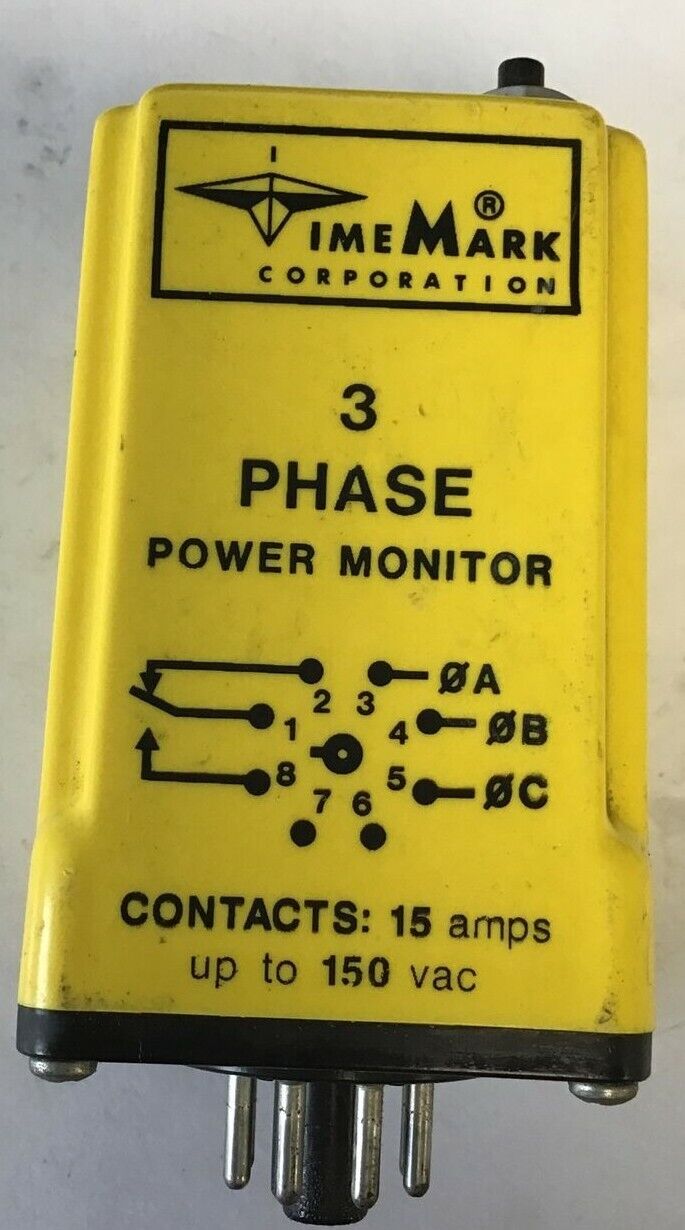 TIMEMARK®
CORPORATION
3
PHASE
POWER MONITOR
2 3 ØA
1 4 ØB
8 5 ØC
7 6
CONTACTS: 15 amps
up to 150 vac